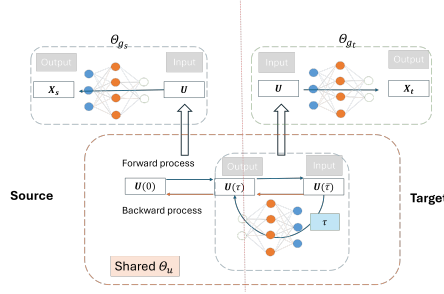 Θ_{g_s}
Θ_{g_t}
Output Input Input Output
X_s U U X_t
Forward process
Output Input
U(0) U(τ) U(τ̄)
Source Target
Backward process
τ
Shared Θ_u